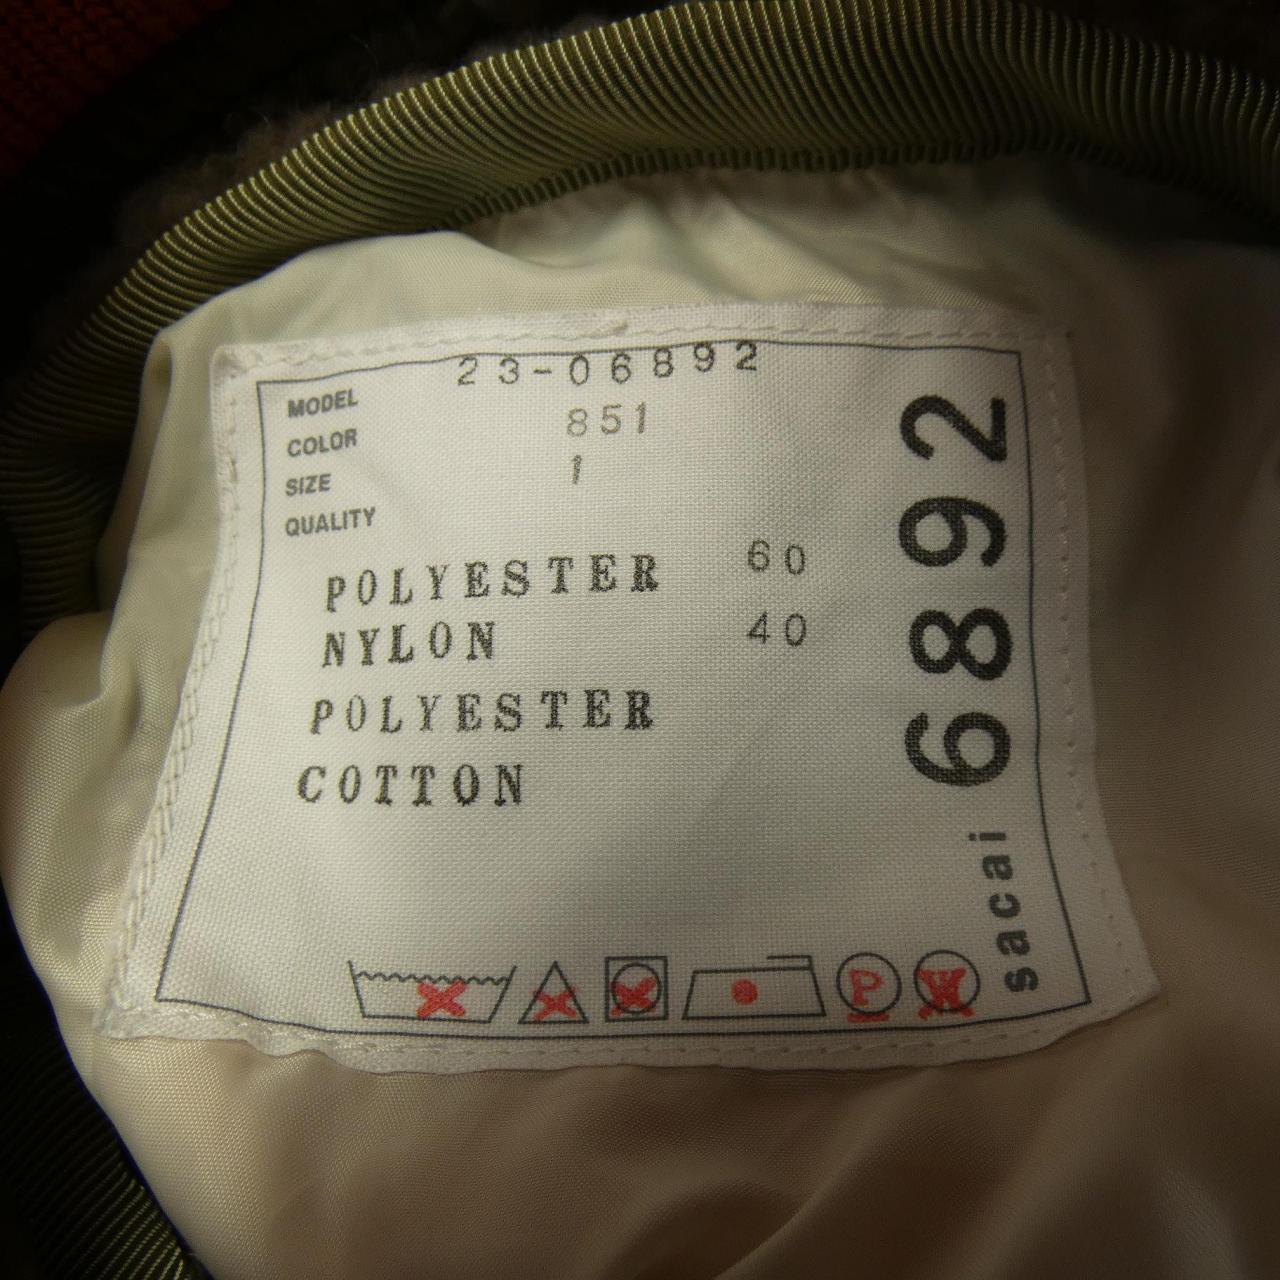 MODEL 23-06892
COLOR 851
SIZE 1
QUALITY
POLYESTER 60
NYLON 40
POLYESTER
COTTON
sacai 6892
P
W